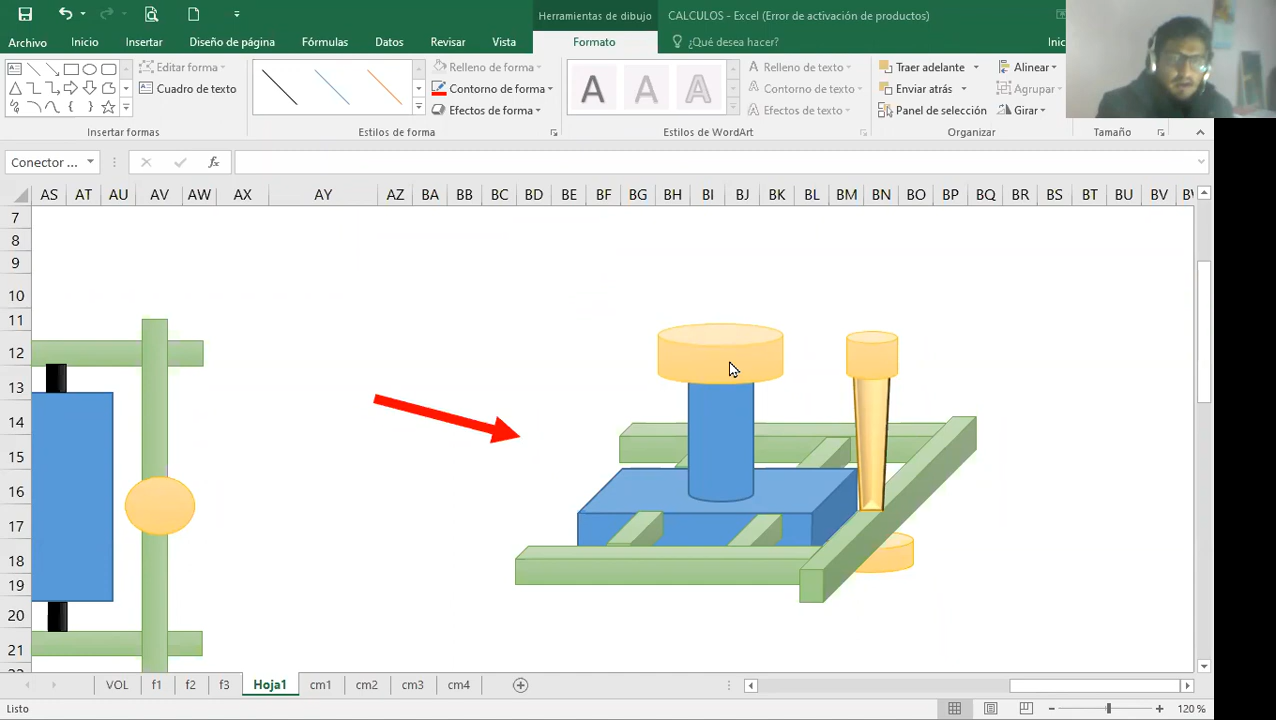 Herramientas de dibujo
CALCULOS - Excel (Error de activación de productos)
Archivo Inicio Insertar Diseño de página Fórmulas Datos Revisar Vista Formato ¿Qué desea hacer? Inic
Editar forma
Cuadro de texto
Insertar formas
Relleno de forma
Contorno de forma
Efectos de forma
Estilos de forma
A A A
Relleno de texto
Contorno de texto
Efectos de texto
Estilos de WordArt
Traer adelante
Enviar atrás
Panel de selección
Alinear
Agrupar
Girar
Organizar
Tamaño
Conector ...
fx
AS AT AU AV AW AX AY AZ BA BB BC BD BE BF BG BH BI BJ BK BL BM BN BO BP BQ BR BS BT BU BV
7
8
9
10
11
12
13
14
15
16
17
18
19
20
21
VOL f1 f2 f3 Hoja1 cm1 cm2 cm3 cm4
Listo
120 %